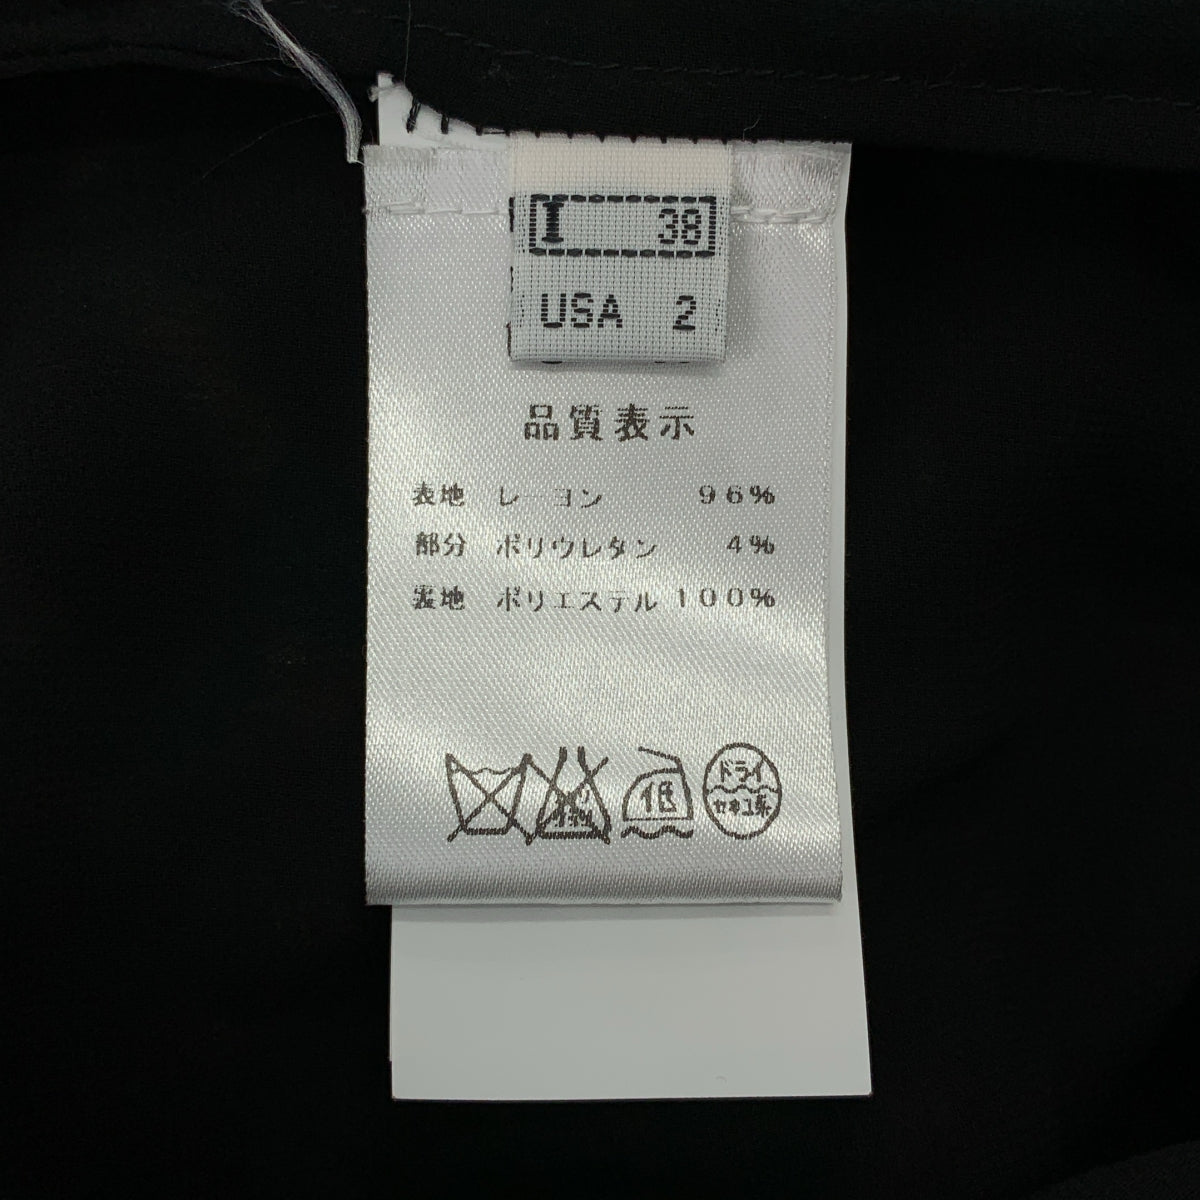 I 38
USA 2
品質表示
表地 レーヨン 96%
部分 ポリウレタン 4%
裏地 ポリエステル 100%
低
ドライ
セキユ系